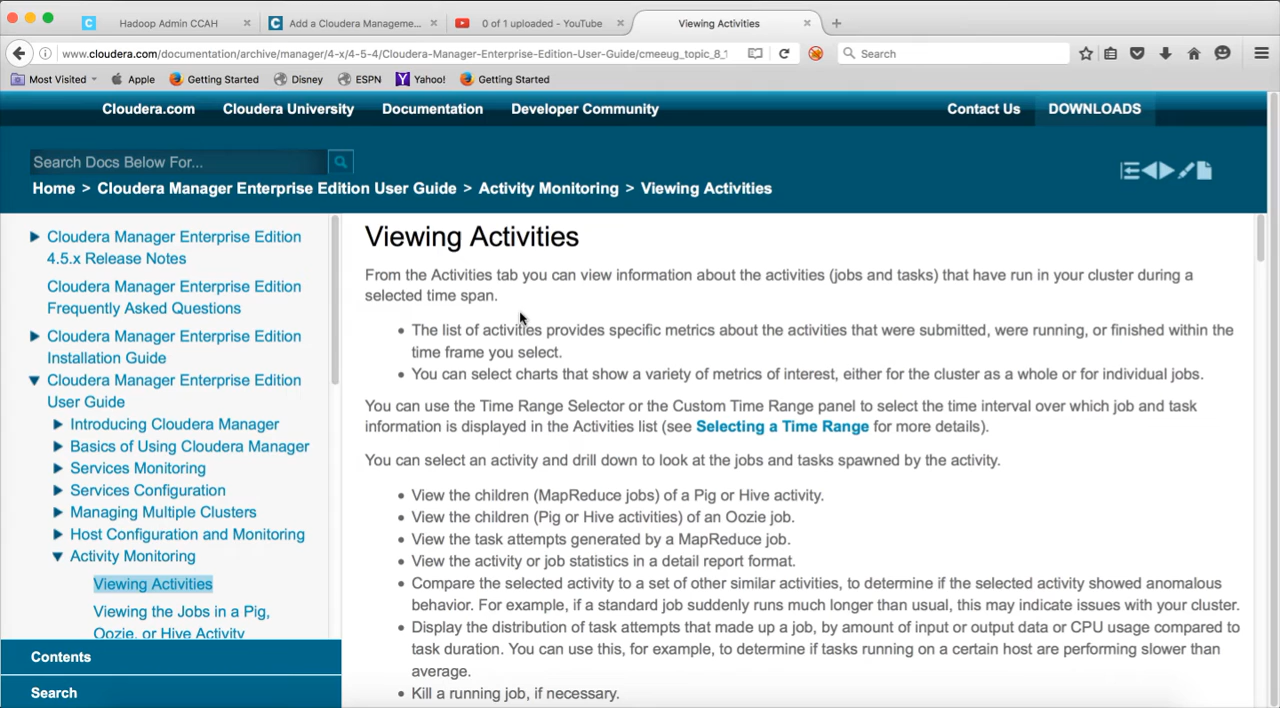 Hadoop Admin CCAH
Add a Cloudera Manageme...
0 of 1 uploaded - YouTube
Viewing Activities
www.cloudera.com/documentation/archive/manager/4-x/4-5-4/Cloudera-Manager-Enterprise-Edition-User-Guide/cmeeug_topic_8_1
Search
Most Visited
Apple
Getting Started
Disney
ESPN
Yahoo!
Getting Started
Cloudera.com
Cloudera University
Documentation
Developer Community
Contact Us
DOWNLOADS
Search Docs Below For...
Home > Cloudera Manager Enterprise Edition User Guide > Activity Monitoring > Viewing Activities
Cloudera Manager Enterprise Edition
4.5.x Release Notes
Cloudera Manager Enterprise Edition
Frequently Asked Questions
Cloudera Manager Enterprise Edition
Installation Guide
Cloudera Manager Enterprise Edition
User Guide
Introducing Cloudera Manager
Basics of Using Cloudera Manager
Services Monitoring
Services Configuration
Managing Multiple Clusters
Host Configuration and Monitoring
Activity Monitoring
Viewing Activities
Viewing the Jobs in a Pig,
Oozie, or Hive Activity
Contents
Search
Viewing Activities
From the Activities tab you can view information about the activities (jobs and tasks) that have run in your cluster during a
selected time span.
• The list of activities provides specific metrics about the activities that were submitted, were running, or finished within the
time frame you select.
• You can select charts that show a variety of metrics of interest, either for the cluster as a whole or for individual jobs.
You can use the Time Range Selector or the Custom Time Range panel to select the time interval over which job and task
information is displayed in the Activities list (see Selecting a Time Range for more details).
You can select an activity and drill down to look at the jobs and tasks spawned by the activity.
• View the children (MapReduce jobs) of a Pig or Hive activity.
• View the children (Pig or Hive activities) of an Oozie job.
• View the task attempts generated by a MapReduce job.
• View the activity or job statistics in a detail report format.
• Compare the selected activity to a set of other similar activities, to determine if the selected activity showed anomalous
behavior. For example, if a standard job suddenly runs much longer than usual, this may indicate issues with your cluster.
• Display the distribution of task attempts that made up a job, by amount of input or output data or CPU usage compared to
task duration. You can use this, for example, to determine if tasks running on a certain host are performing slower than
average.
• Kill a running job, if necessary.